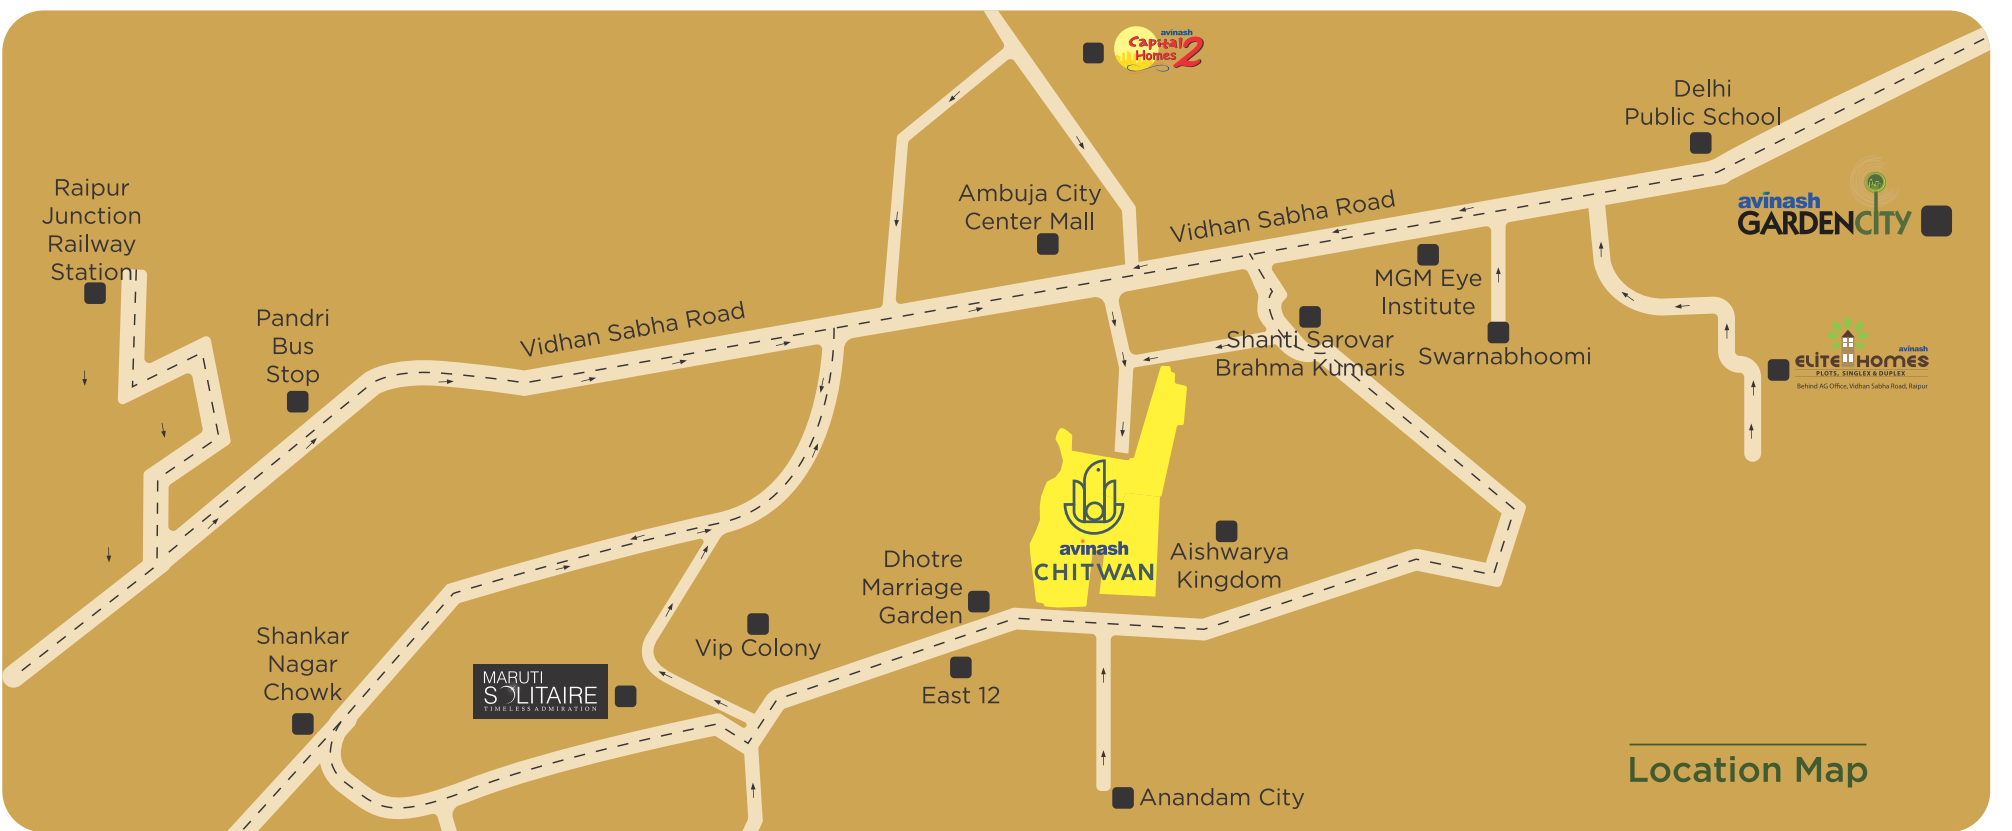 avinash
Capital
Homes 2
Delhi
Public School
Raipur
Junction
Railway
Station
Ambuja City
Center Mall
Vidhan Sabha Road
avinash
GARDENCITY
MGM Eye
Institute
Pandri
Bus
Stop
Vidhan Sabha Road
Shanti Sarovar
Brahma Kumaris
Swarnabhoomi
avinash
ELiTE HOMES
PLOTS, SINGLEX & DUPLEX
Behind AG Office, Vidhan Sabha Road, Raipur
avinash
CHITWAN
Aishwarya
Kingdom
Dhotre
Marriage
Garden
Shankar
Nagar
Chowk
Vip Colony
MARUTI
SOLITAIRE
TIMELESS ADMIRATION
East 12
Anandam City
Location Map